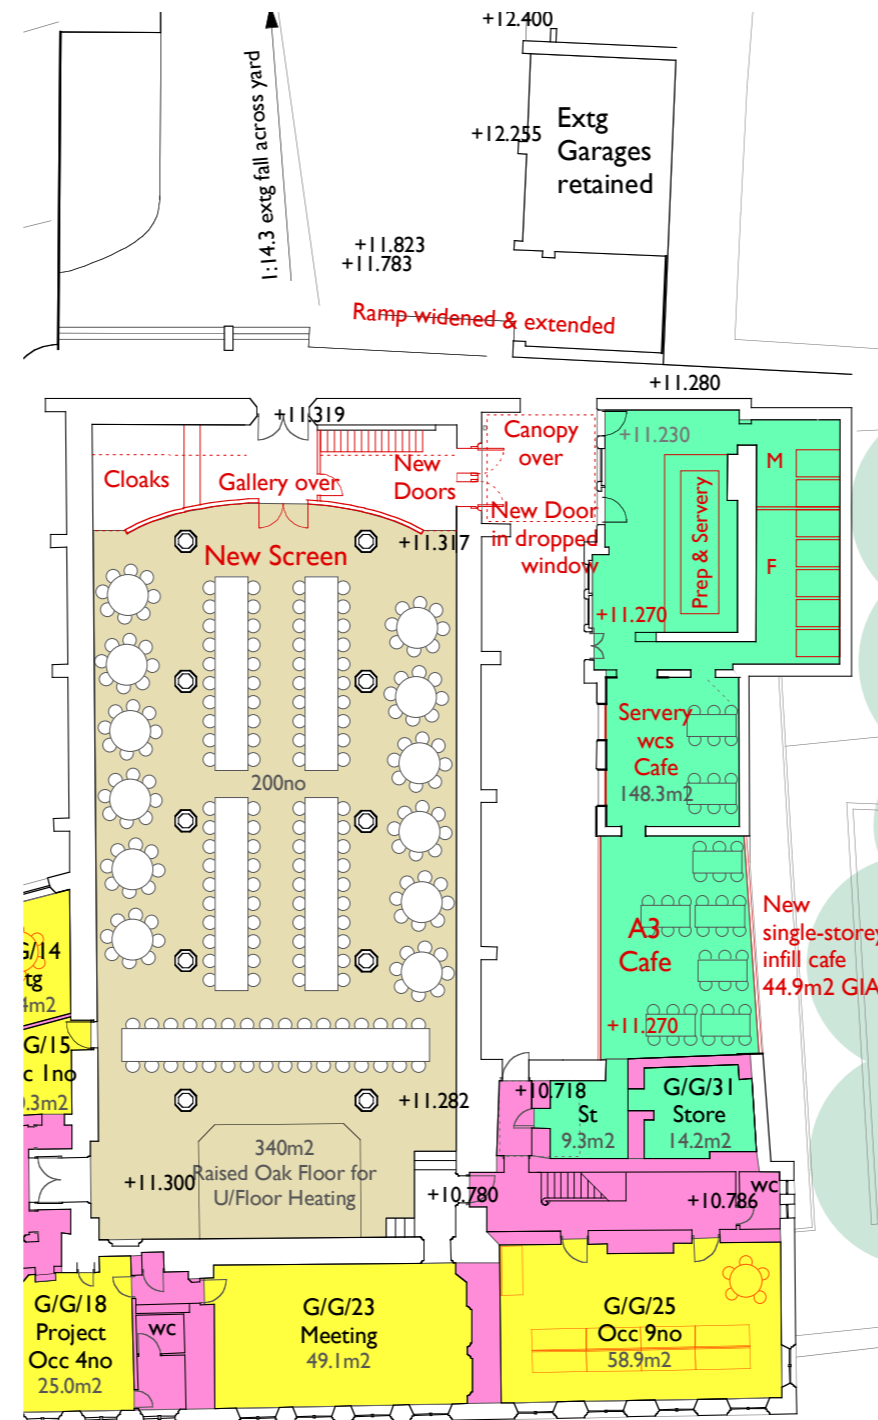 +12.400
1:14.3 extg fall across yard
Extg
Garages
retained
+12.255
+11.823
+11.783
Ramp widened & extended
+11.280
+11.319
Canopy
over
+11.230
Cloaks
Gallery over
New
Doors
M
New Door
in dropped
window
Prep & Servery
+11.317
New Screen
F
+11.270
Servery
wcs
Cafe
148.3m2
200no
A3
Cafe
New
single-storey
infill cafe
44.9m2 GIA
G/14
tg
4m2
+11.270
G/15
c 1no
.3m2
+11.282
+10.718
St
9.3m2
G/G/31
Store
14.2m2
340m2
Raised Oak Floor for
U/Floor Heating
+11.300
+10.780
+10.786
wc
G/G/18
Project
Occ 4no
25.0m2
wc
G/G/23
Meeting
49.1m2
G/G/25
Occ 9no
58.9m2